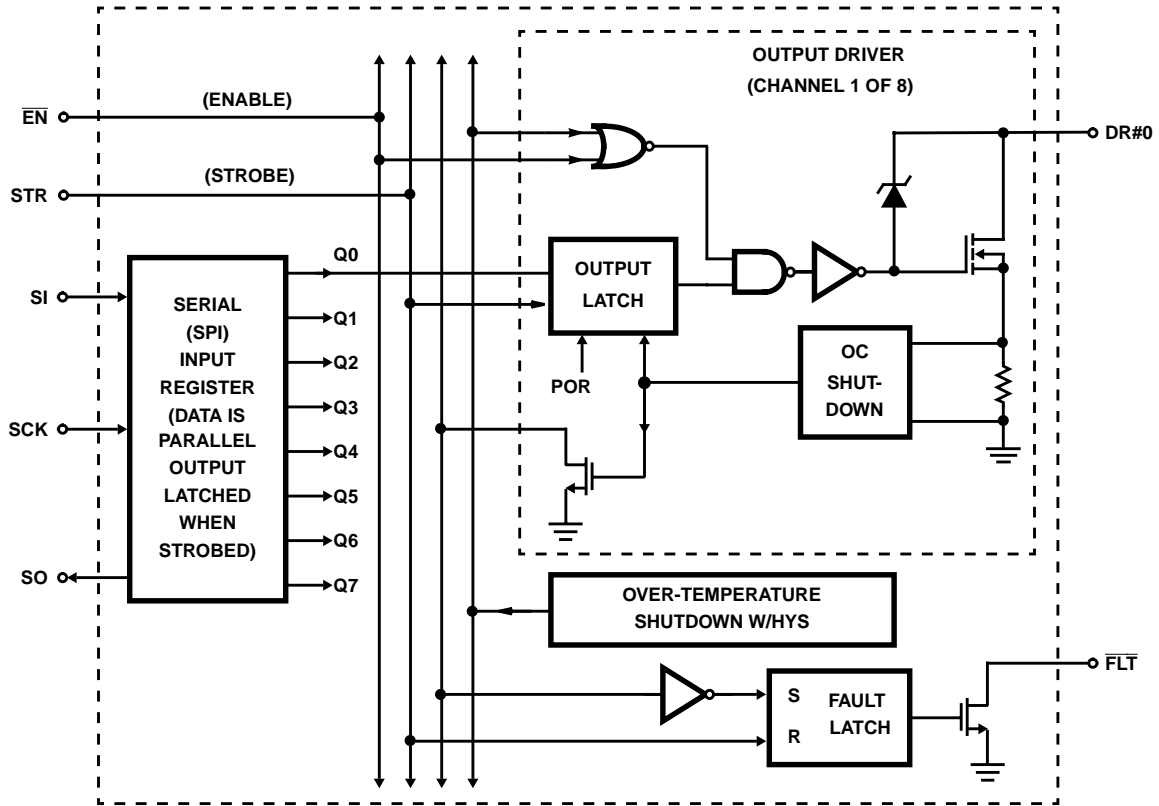 OUTPUT DRIVER
(CHANNEL 1 OF 8)
EN
(ENABLE)
DR#0
STR
(STROBE)
Q0
SI
SERIAL
(SPI)
INPUT
REGISTER
(DATA IS
PARALLEL
OUTPUT
LATCHED
WHEN
STROBED)
SCK
SO
Q1
Q2
Q3
Q4
Q5
Q6
Q7
OUTPUT
LATCH
POR
OC
SHUT-
DOWN
OVER-TEMPERATURE
SHUTDOWN W/HYS
FLT
S
R
FAULT
LATCH